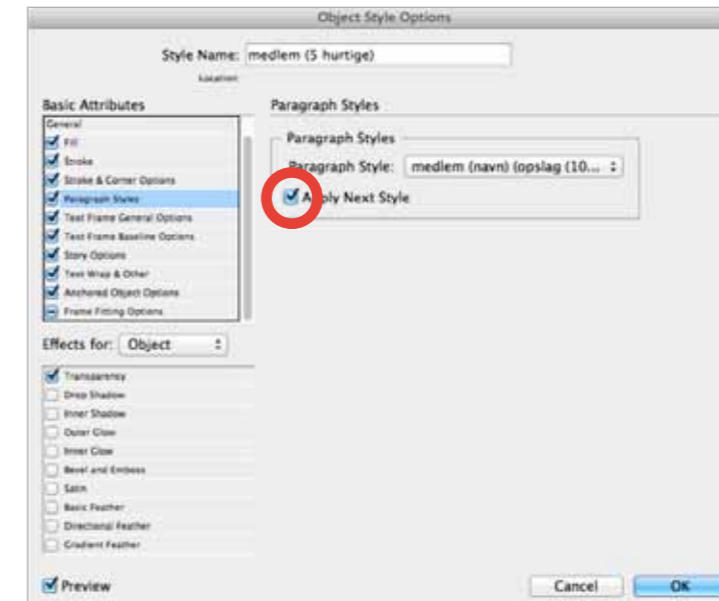 Object Style Options
Style Name: medlem (5 hurtige)
Location:
Basic Attributes
General
Fill
Stroke
Stroke & Corner Options
Paragraph Styles
Text Frame General Options
Text Frame Baseline Options
Story Options
Text Wrap & Other
Anchored Object Options
Frame Fitting Options
Effects for: Object
Transparency
Drop Shadow
Inner Shadow
Outer Glow
Inner Glow
Bevel and Emboss
Satin
Basic Feather
Directional Feather
Gradient Feather
Preview
Paragraph Styles
Paragraph Styles
Paragraph Style: medlem (navn) (opslag (10...
Apply Next Style
Cancel
OK